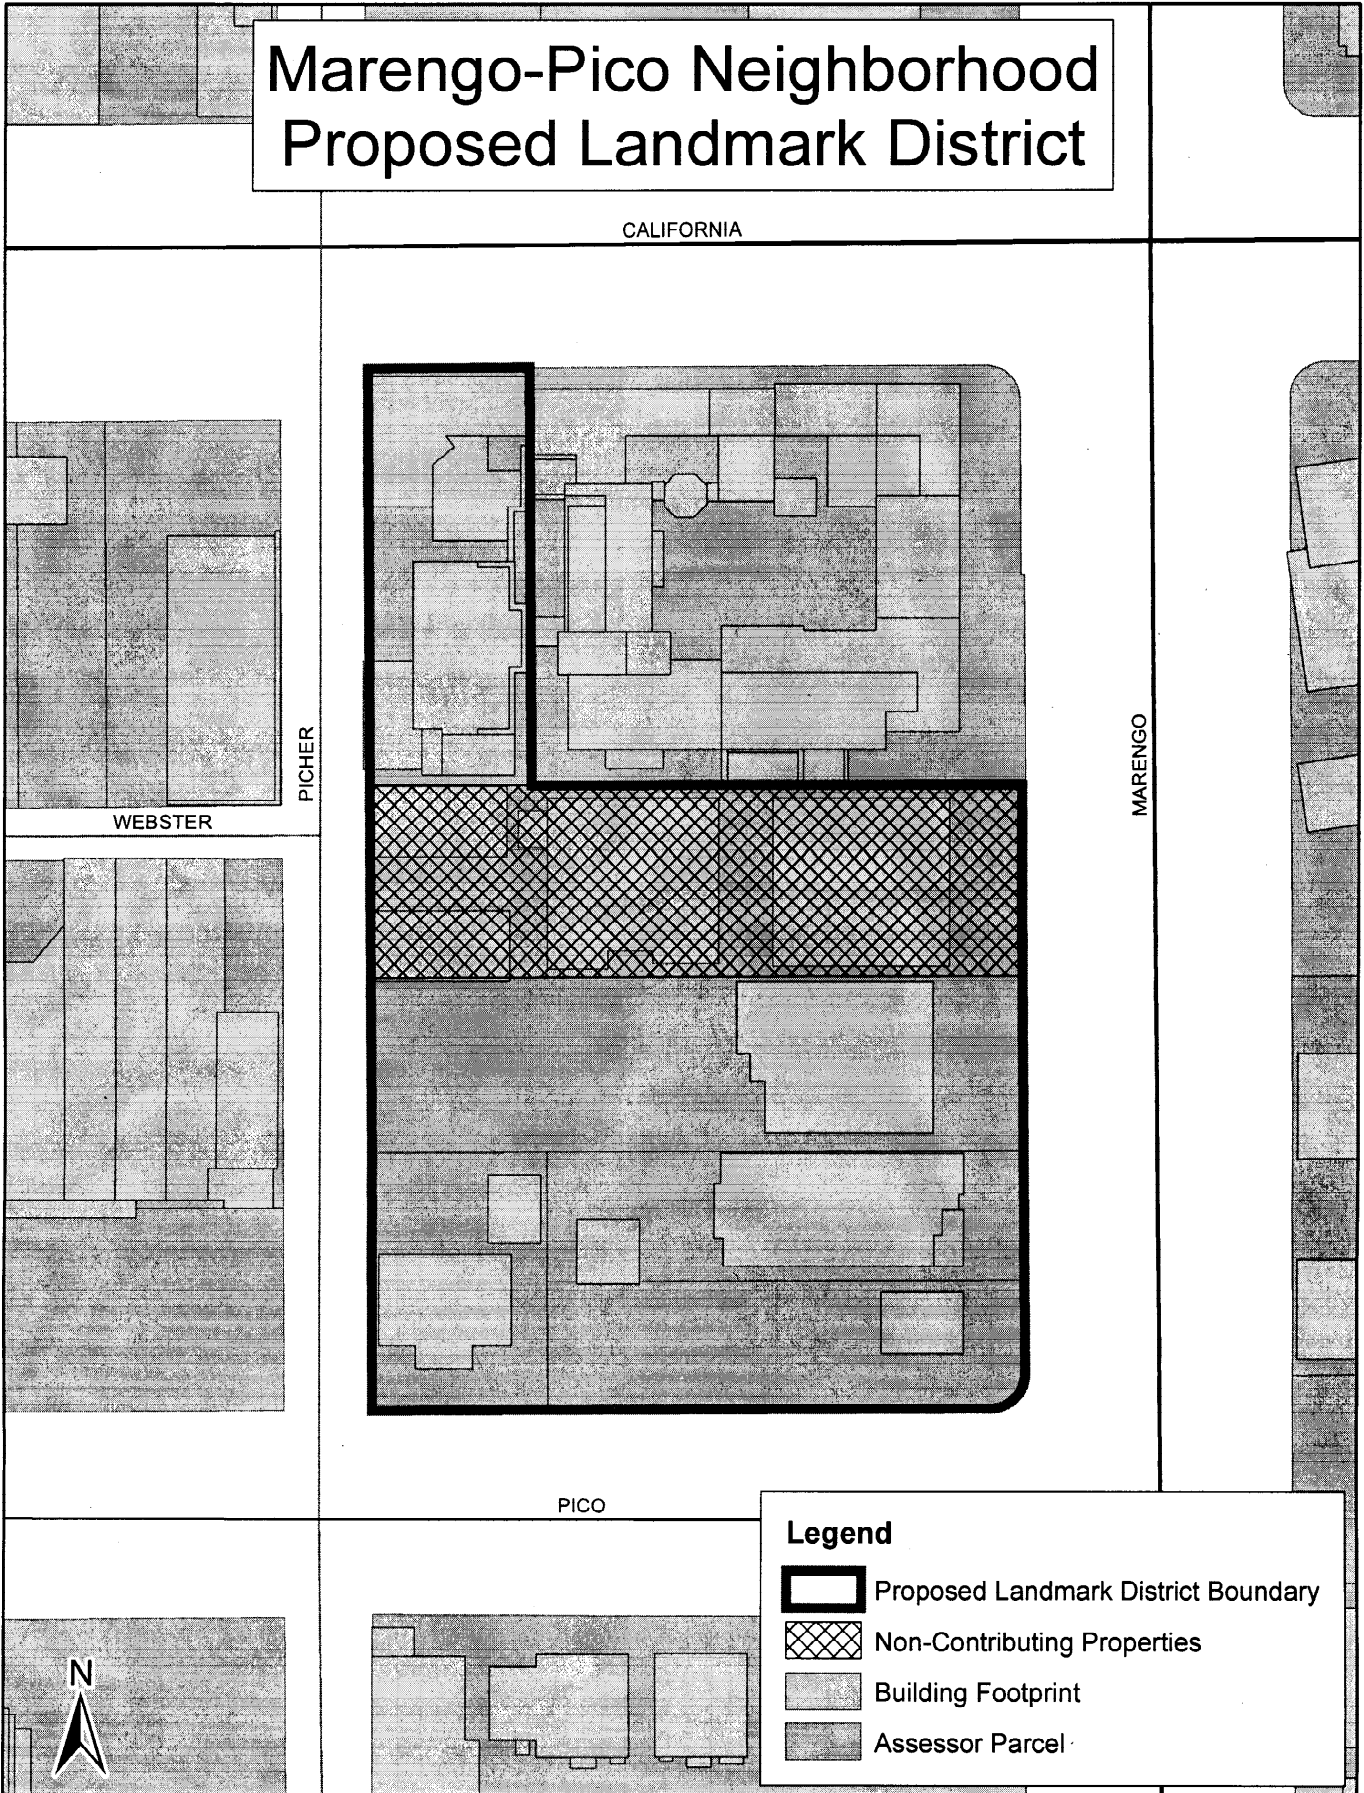 Marengo-Pico Neighborhood
Proposed Landmark District
CALIFORNIA
PICHER
MARENGO
WEBSTER
PICO
Legend
Proposed Landmark District Boundary
Non-Contributing Properties
Building Footprint
Assessor Parcel
N